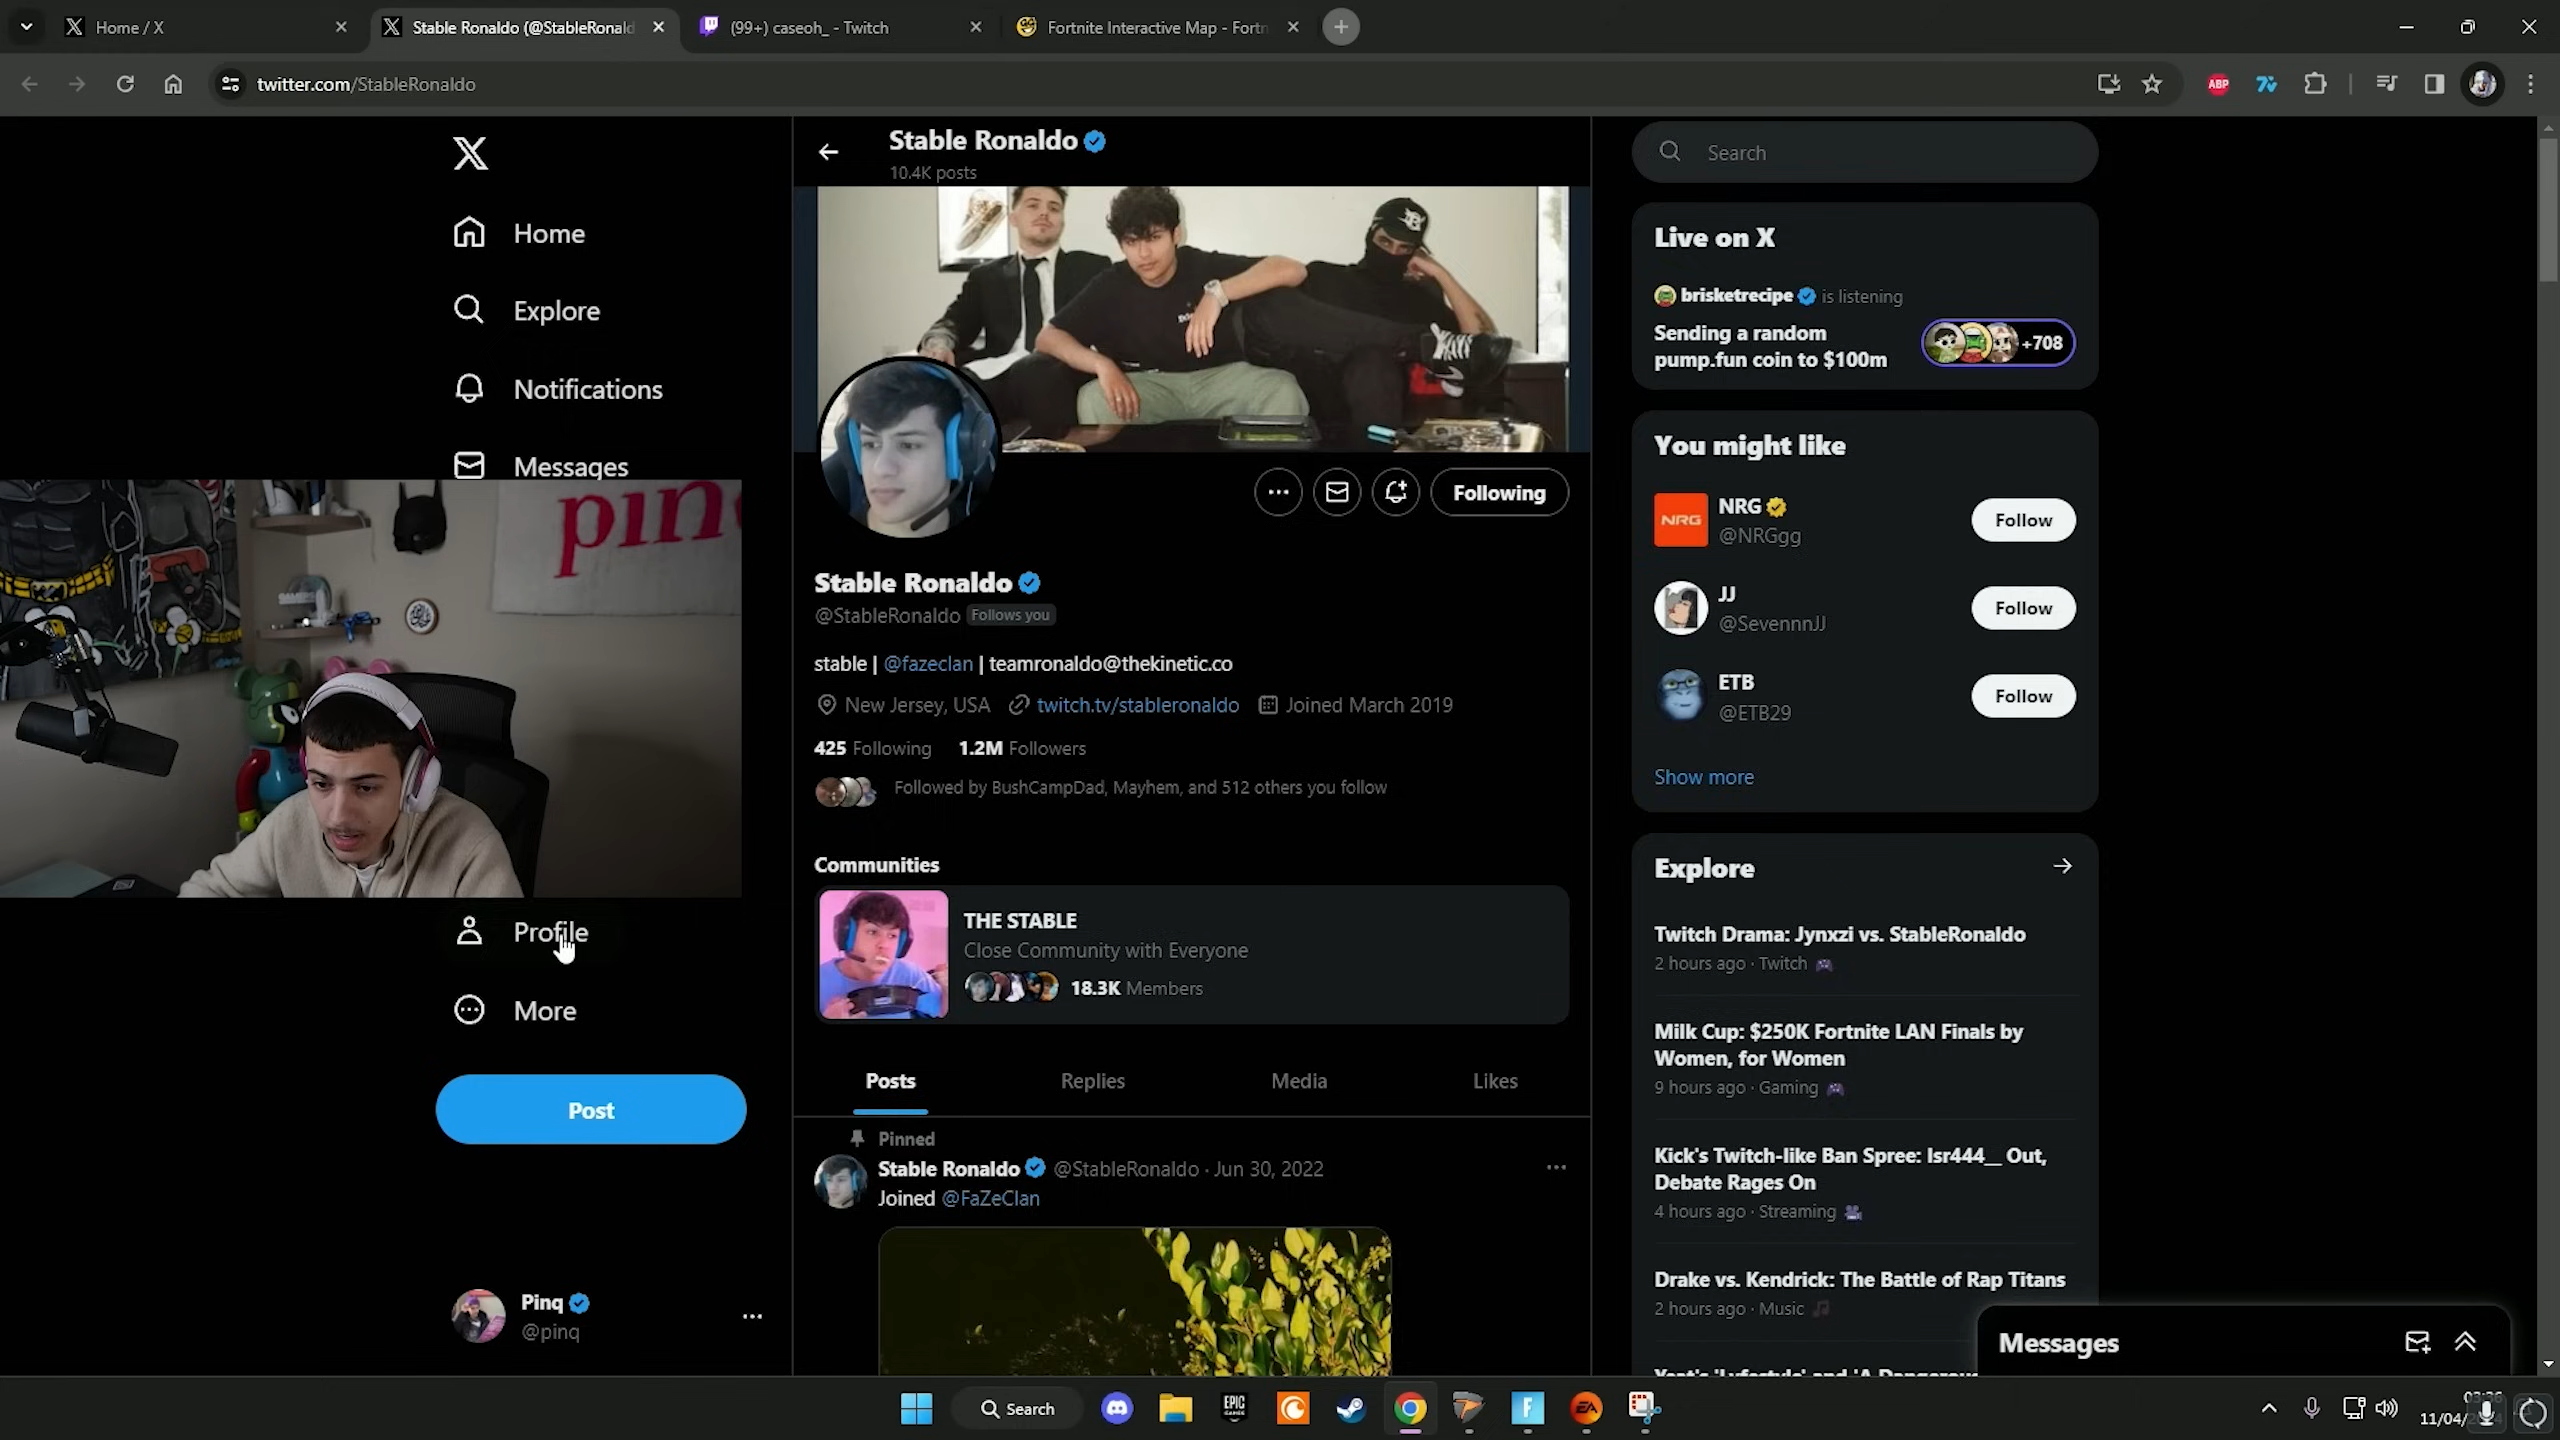 Home / X
Stable Ronaldo (@StableRonald
(99+) caseoh_ - Twitch
Fortnite Interactive Map - Fortn
twitter.com/StableRonaldo
ABP
Home
Explore
Notifications
Messages
pinq
Profile
More
Post
Pinq
@pinq
Stable Ronaldo
10.4K posts
Following
Stable Ronaldo
@StableRonaldo Follows you
stable | @fazeclan | teamronaldo@thekinetic.co
New Jersey, USA twitch.tv/stableronaldo Joined March 2019
425 Following 1.2M Followers
Followed by BushCampDad, Mayhem, and 512 others you follow
Communities
THE STABLE
Close Community with Everyone
18.3K Members
Posts Replies Media Likes
Pinned
Stable Ronaldo @StableRonaldo · Jun 30, 2022
Joined @FaZeClan
Search
Live on X
brisketrecipe is listening
Sending a random
pump.fun coin to $100m
+708
You might like
NRG
NRG
@NRGgg
Follow
JJ
@SevennnJJ
Follow
ETB
@ETB29
Follow
Show more
Explore
Twitch Drama: Jynxzi vs. StableRonaldo
2 hours ago · Twitch
Milk Cup: $250K Fortnite LAN Finals by
Women, for Women
9 hours ago · Gaming
Kick's Twitch-like Ban Spree: Isr444__ Out,
Debate Rages On
4 hours ago · Streaming
Drake vs. Kendrick: The Battle of Rap Titans
2 hours ago · Music
Messages
Search
EPIC
GAMES
F
EA